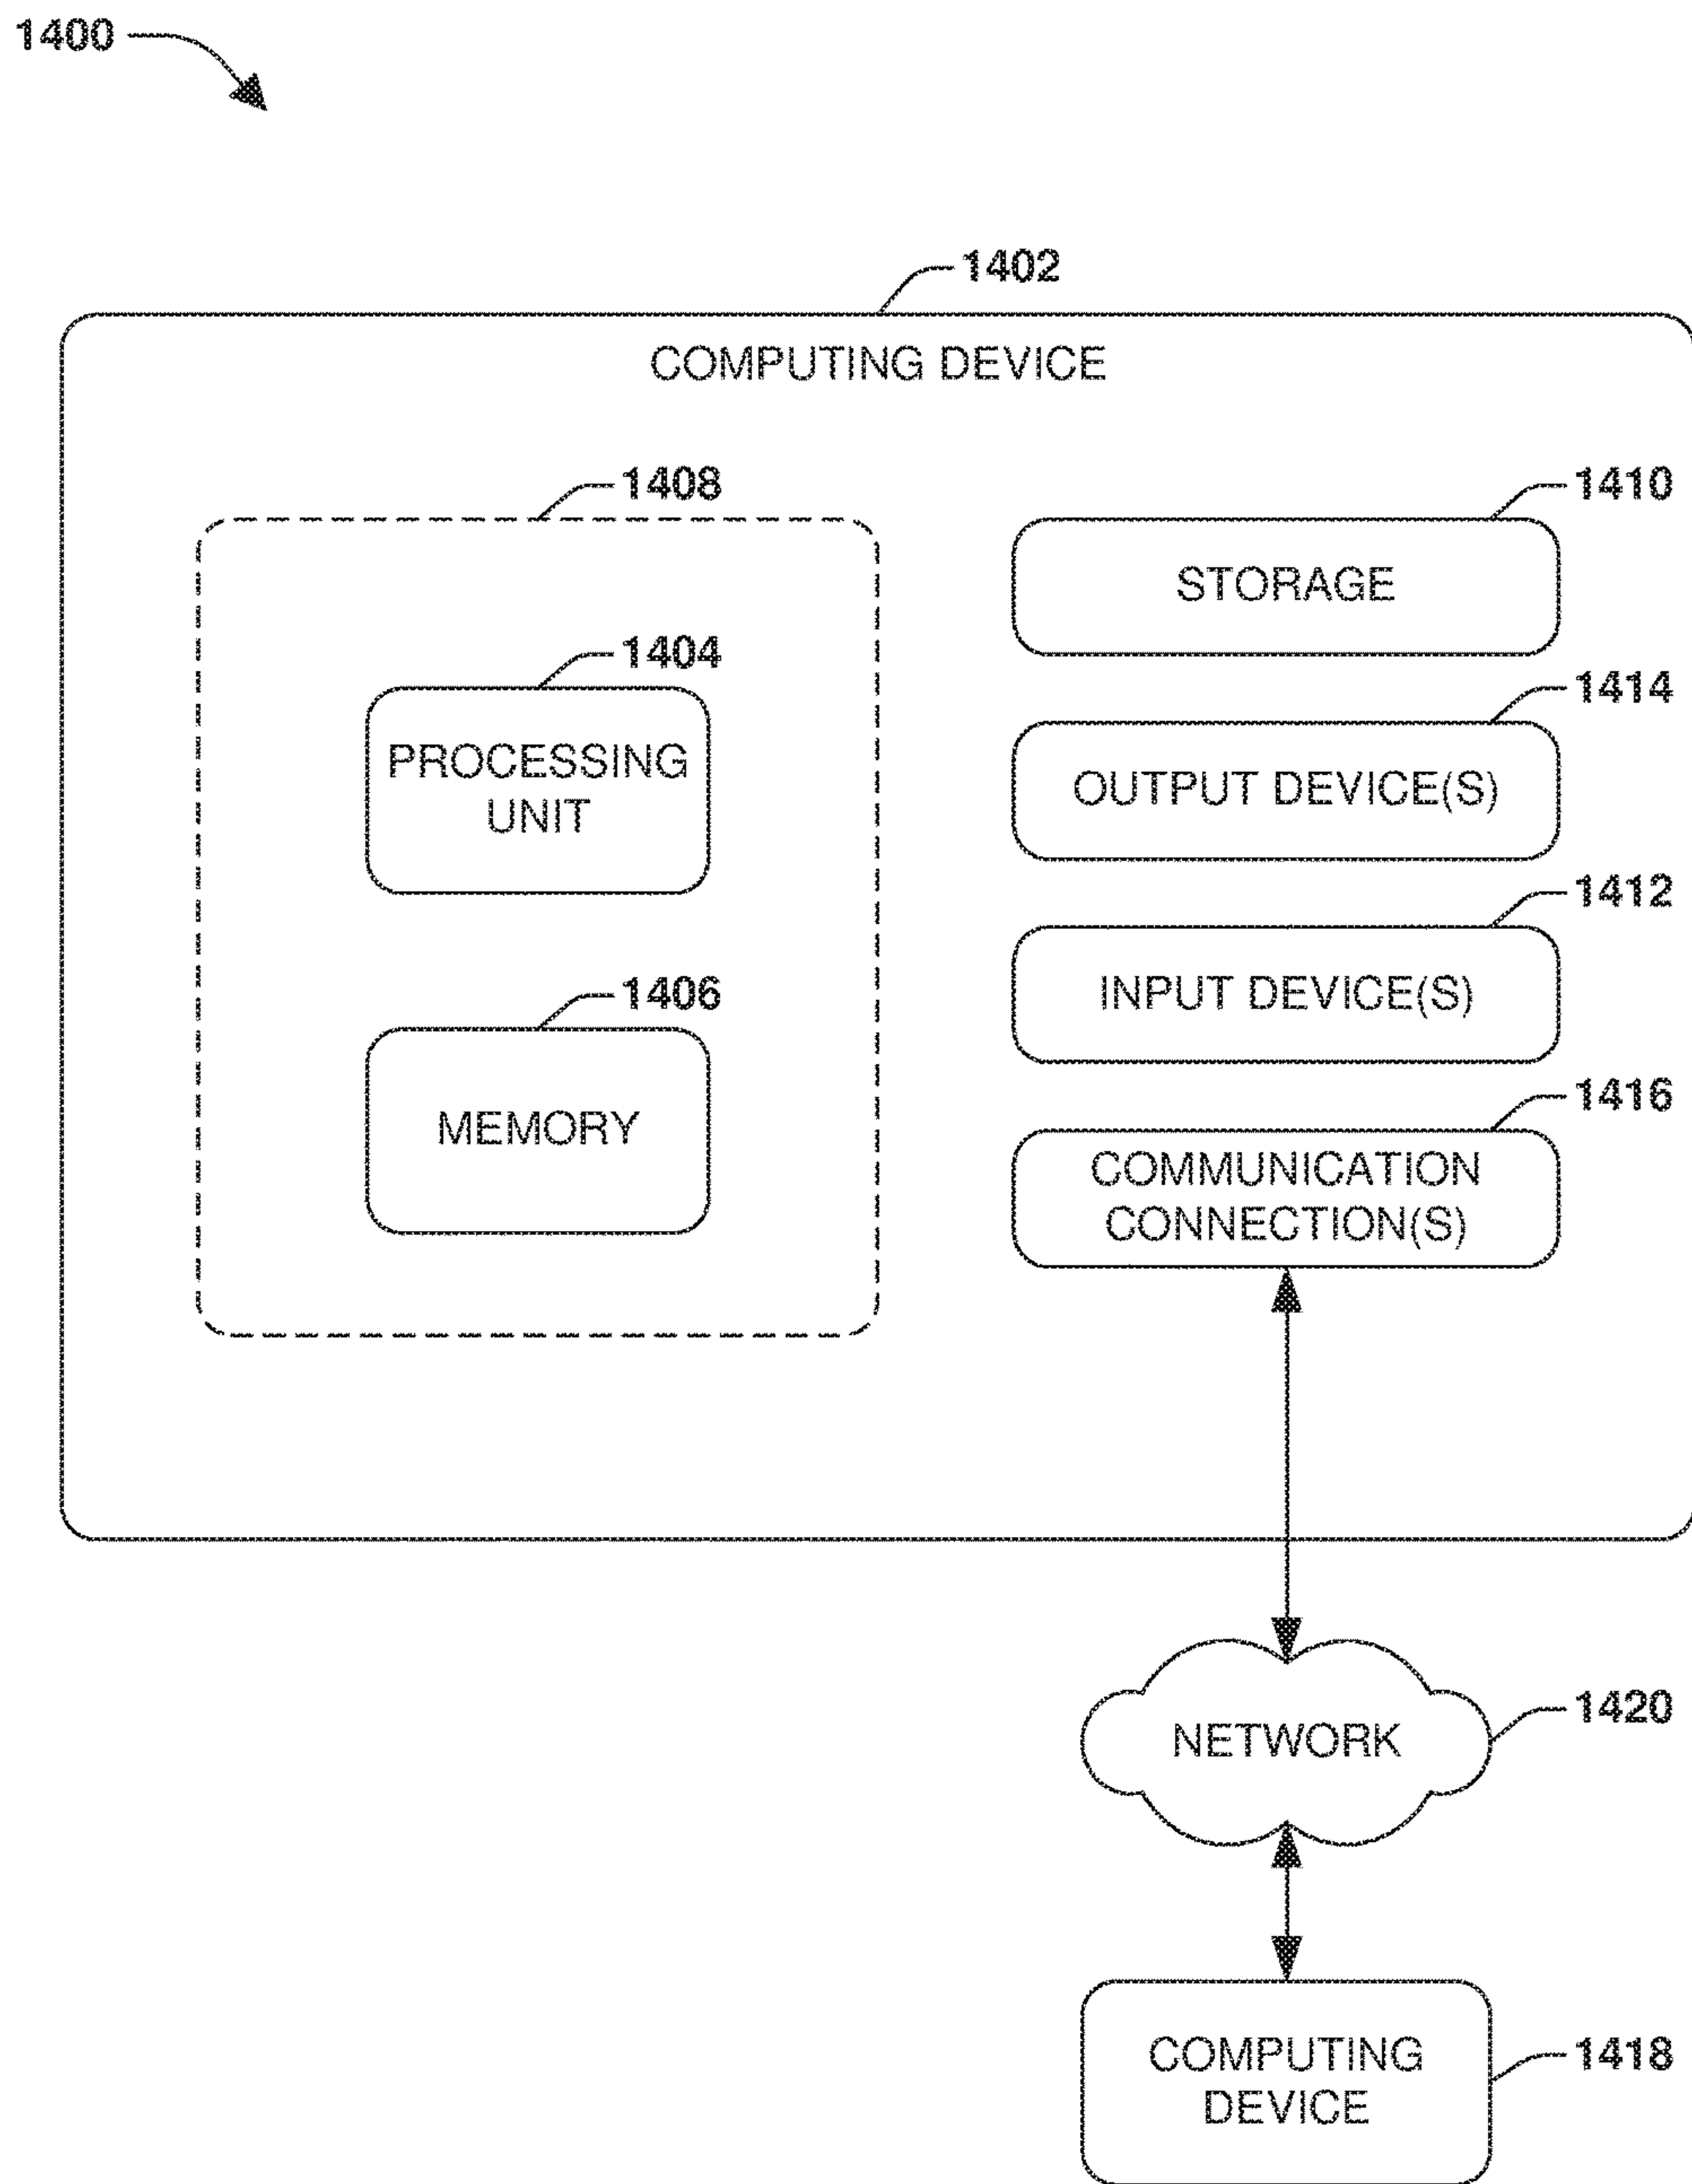 1400
1402
COMPUTING DEVICE
1408
1410
STORAGE
1404
1414
PROCESSING
UNIT
OUTPUT DEVICE(S)
1412
1406
INPUT DEVICE(S)
1416
MEMORY
COMMUNICATION
CONNECTION(S)
1420
NETWORK
1418
COMPUTING
DEVICE